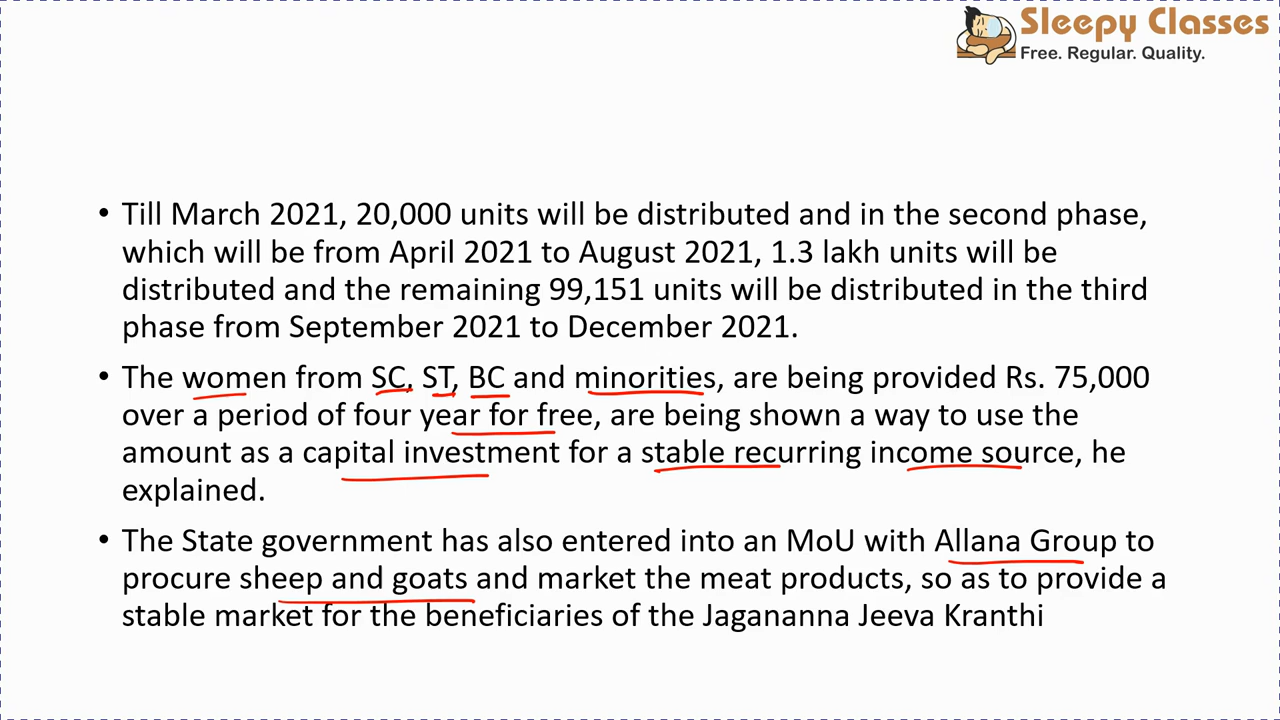 Sleepy Classes
Free. Regular. Quality.
• Till March 2021, 20,000 units will be distributed and in the second phase,
which will be from April 2021 to August 2021, 1.3 lakh units will be
distributed and the remaining 99,151 units will be distributed in the third
phase from September 2021 to December 2021.
• The women from SC, ST, BC and minorities, are being provided Rs. 75,000
over a period of four year for free, are being shown a way to use the
amount as a capital investment for a stable recurring income source, he
explained.
• The State government has also entered into an MoU with Allana Group to
procure sheep and goats and market the meat products, so as to provide a
stable market for the beneficiaries of the Jagananna Jeeva Kranthi